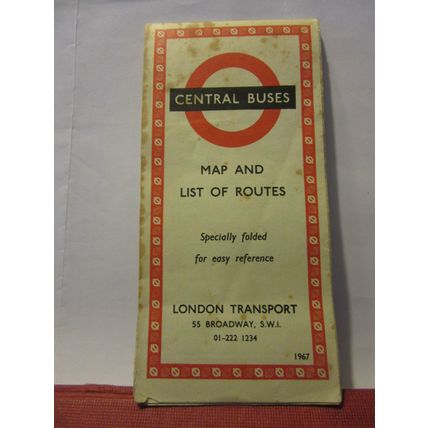 CENTRAL BUSES
MAP AND
LIST OF ROUTES
Specially folded
for easy reference
LONDON TRANSPORT
55 BROADWAY, S.W.I.
01-222 1234
1967